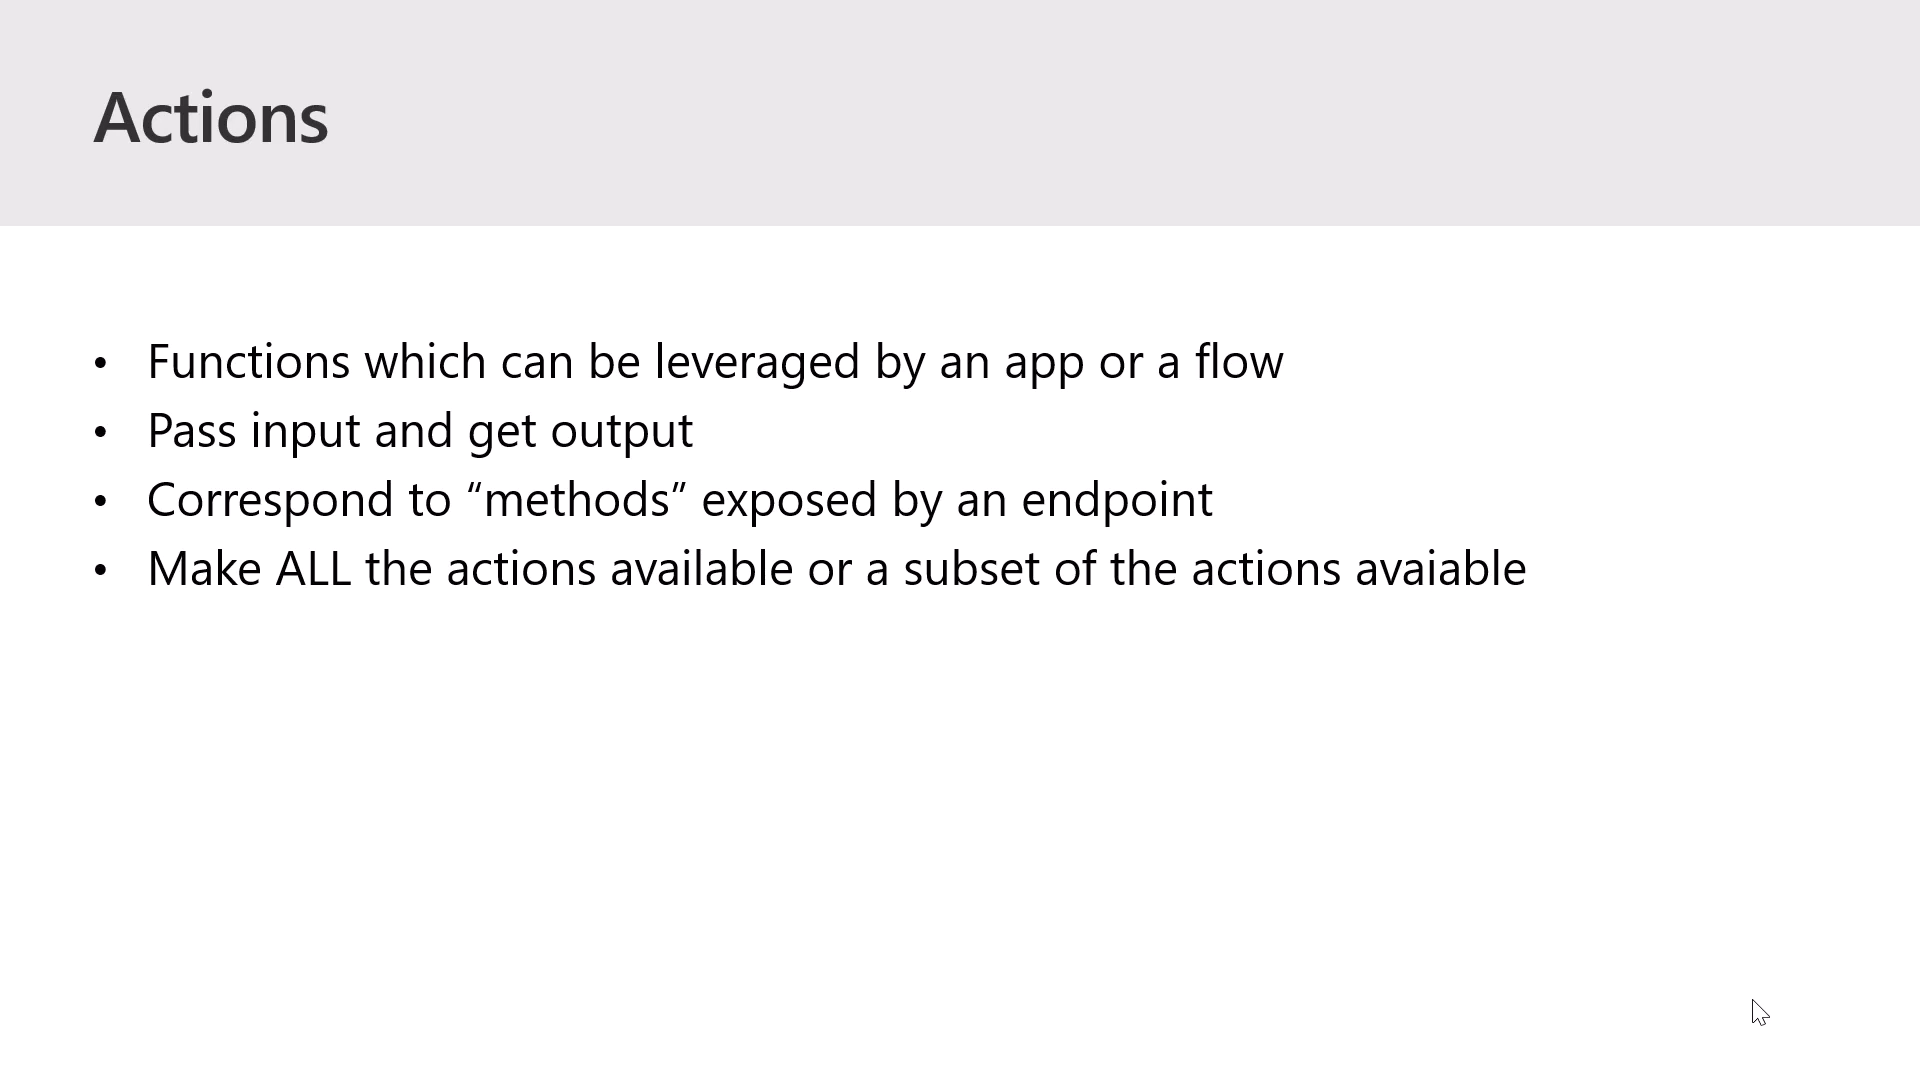 Actions
• Functions which can be leveraged by an app or a flow
• Pass input and get output
• Correspond to “methods” exposed by an endpoint
• Make ALL the actions available or a subset of the actions avaiable